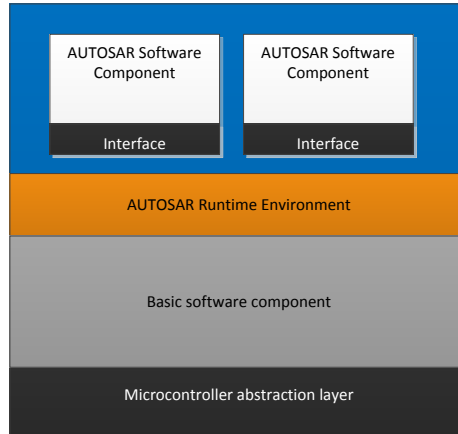 AUTOSAR Software
Component
Interface
AUTOSAR Software
Component
Interface
AUTOSAR Runtime Environment
Basic software component
Microcontroller abstraction layer